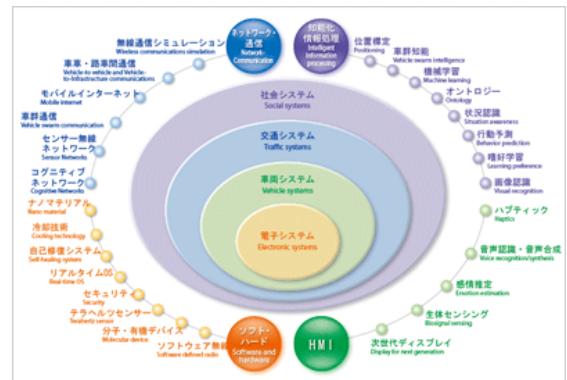 ネットワーク・
通信
Network-
Communication
知能化
情報処理
Intelligent
Information
processing
無線通信シミュレーション
Wireless communications simulation
車車・路車間通信
Vehicle-to vehicle and Vehicle-
to-Infrastructure communications
モバイルインターネット
Mobile internet
車群通信
Vehicle swarm communication
センサー無線
ネットワーク
Sensor Networks
コグニティブ
ネットワーク
Cognitive Networks
位置標定
Positioning
車群知能
Vehicle swarm intelligence
機械学習
Machine learning
オントロジー
Ontology
状況認識
Situation awareness
行動予測
Behavior prediction
嗜好学習
Learning preference
画像認識
Visual recognition
社会システム
Social systems
交通システム
Traffic systems
車両システム
Vehicle systems
電子システム
Electronic systems
ナノマテリアル
Nano material
冷却技術
Cooling technology
自己修復システム
Self-healing system
リアルタイムOS
Real-time OS
セキュリティ
Security
テラヘルツセンサー
Terahertz sensor
分子・有機デバイス
Molecular device
ソフトウェア無線
Software defined radio
ソフト・
ハード
Software and
hardware
ハプティック
Haptics
音声認識・音声合成
Voice recognition/synthesis
感情推定
Emotion estimation
生体センシング
Biosignal sensing
次世代ディスプレイ
Display for next generation
HMI